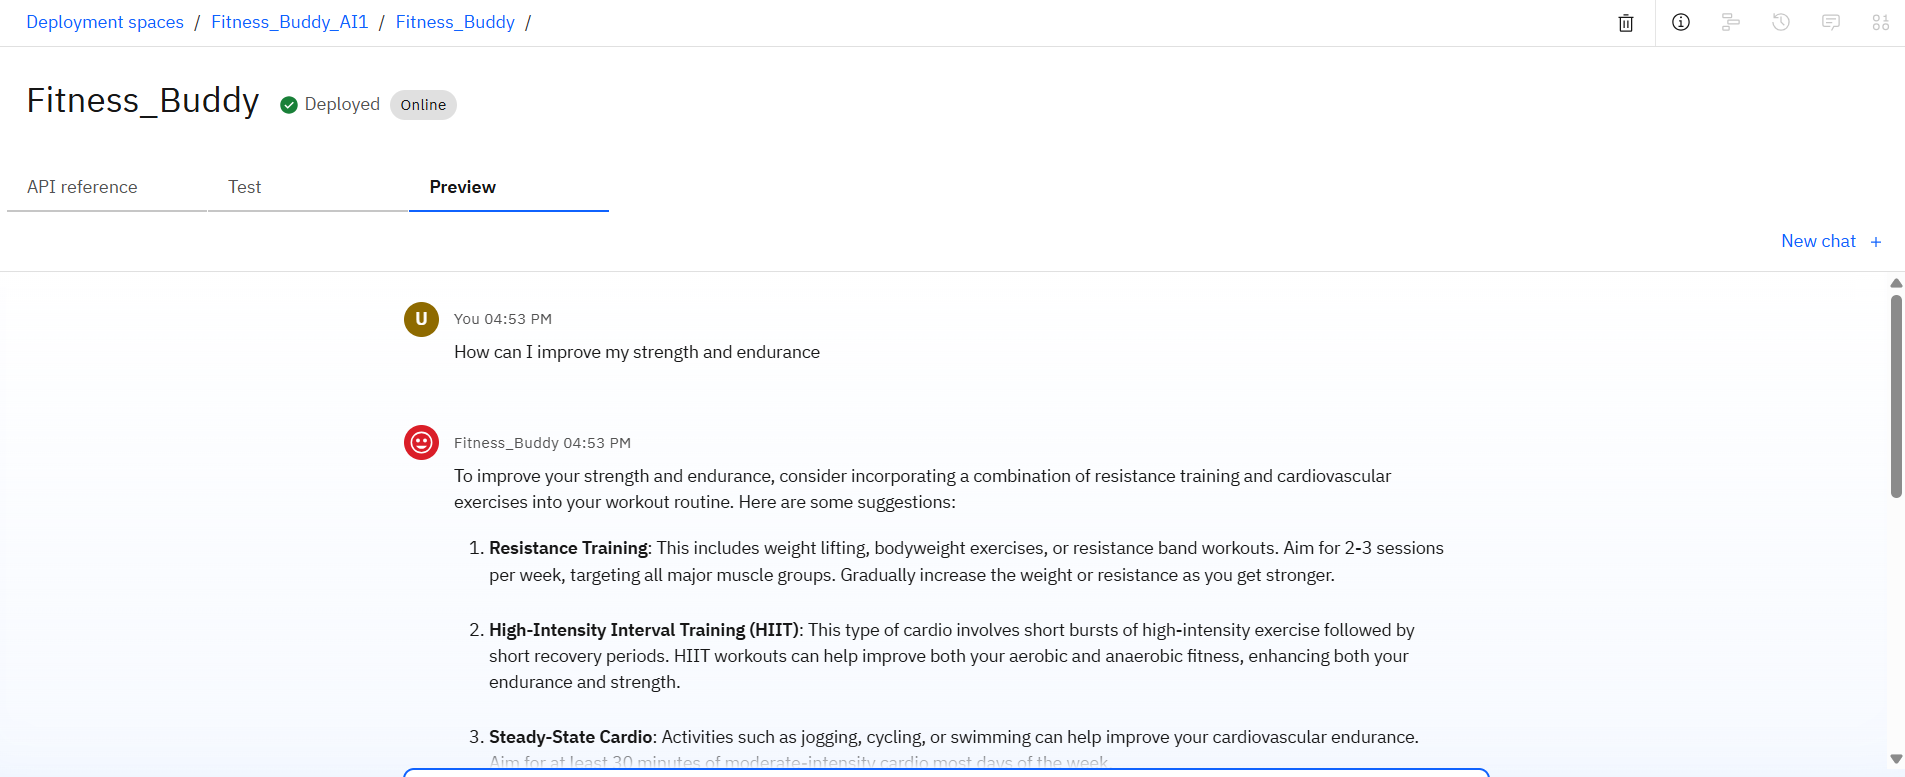 Deployment spaces / Fitness_Buddy_AI1 / Fitness_Buddy /
Fitness_Buddy Deployed Online
API reference Test Preview
New chat +
U You 04:53 PM
How can I improve my strength and endurance
Fitness_Buddy 04:53 PM
To improve your strength and endurance, consider incorporating a combination of resistance training and cardiovascular
exercises into your workout routine. Here are some suggestions:
1. Resistance Training: This includes weight lifting, bodyweight exercises, or resistance band workouts. Aim for 2-3 sessions
per week, targeting all major muscle groups. Gradually increase the weight or resistance as you get stronger.
2. High-Intensity Interval Training (HIIT): This type of cardio involves short bursts of high-intensity exercise followed by
short recovery periods. HIIT workouts can help improve both your aerobic and anaerobic fitness, enhancing both your
endurance and strength.
3. Steady-State Cardio: Activities such as jogging, cycling, or swimming can help improve your cardiovascular endurance.
Aim for at least 30 minutes of moderate-intensity cardio most days of the week.